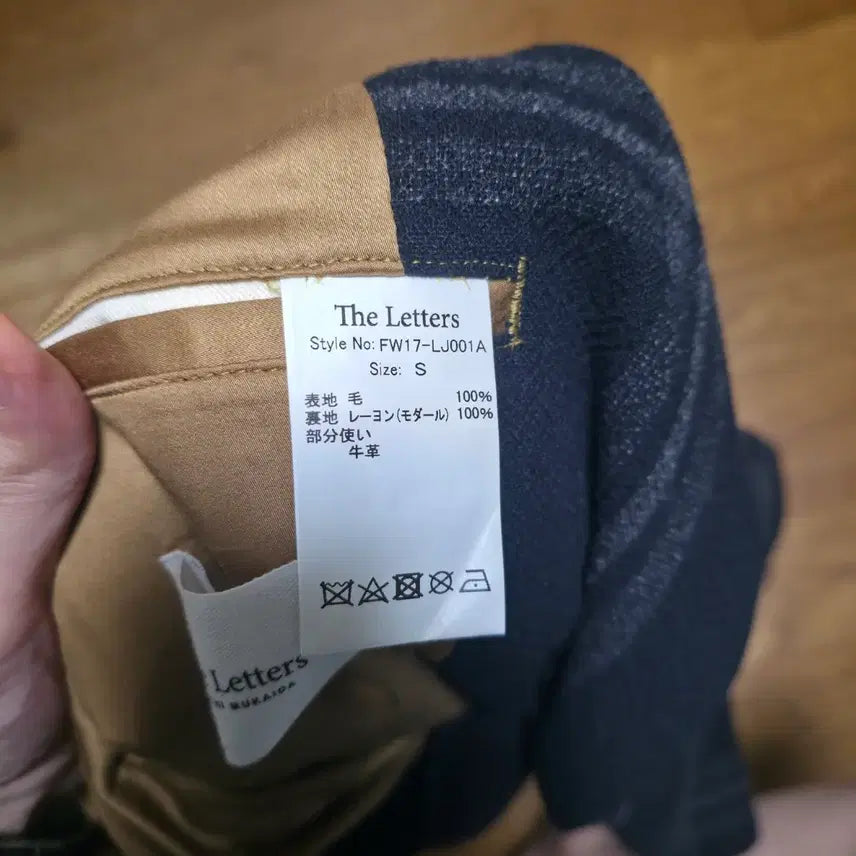 The Letters
Style No: FW17-LJ001A
Size: S
表地 毛 100%
裏地 レーヨン(モダール) 100%
部分使い
牛革
Letters
MUKAIDA